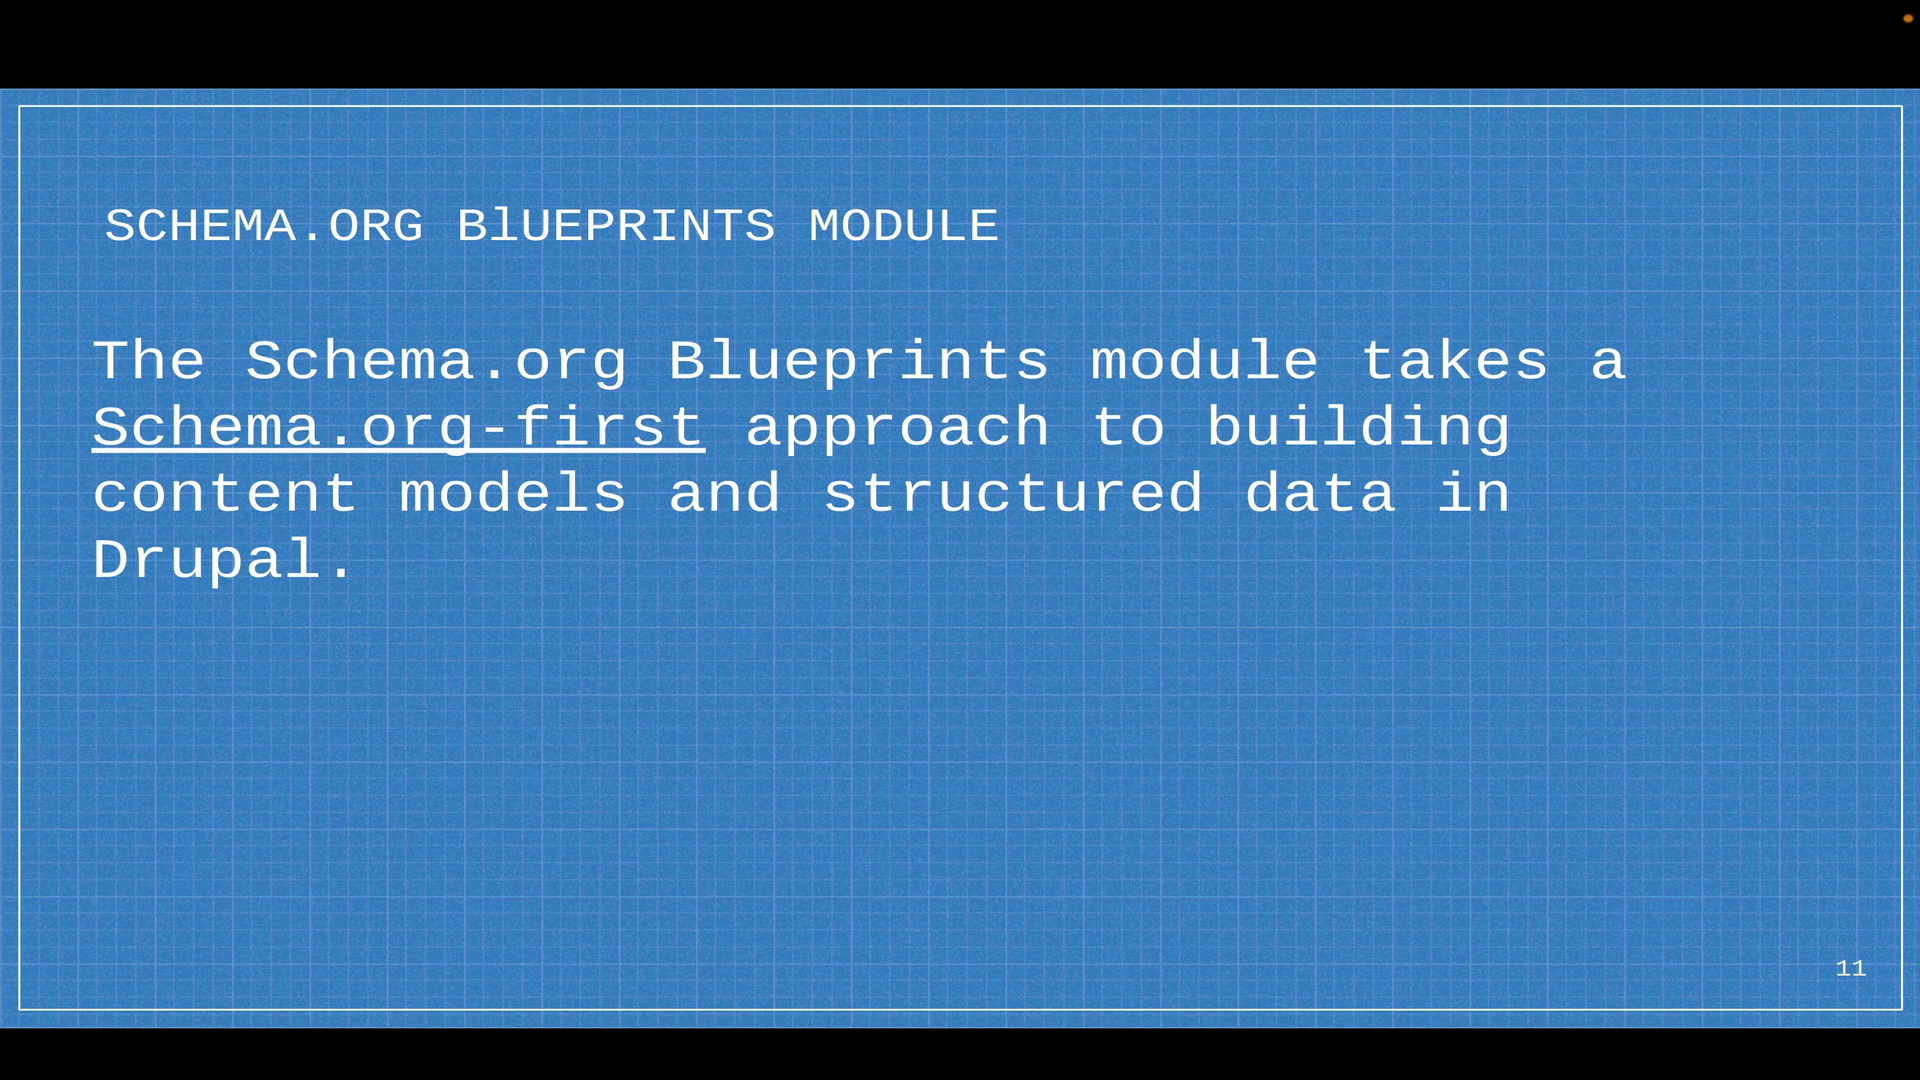 SCHEMA.ORG BlUEPRINTS MODULE
The Schema.org Blueprints module takes a
Schema.org-first approach to building
content models and structured data in
Drupal.
11